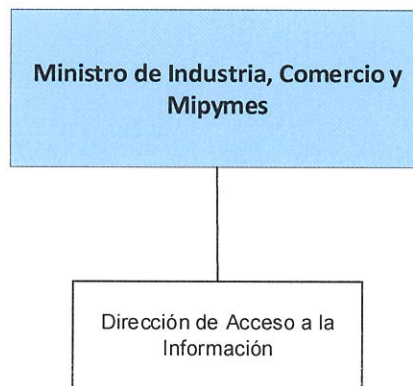 Ministro de Industria, Comercio y
Mipymes
Dirección de Acceso a la
Información